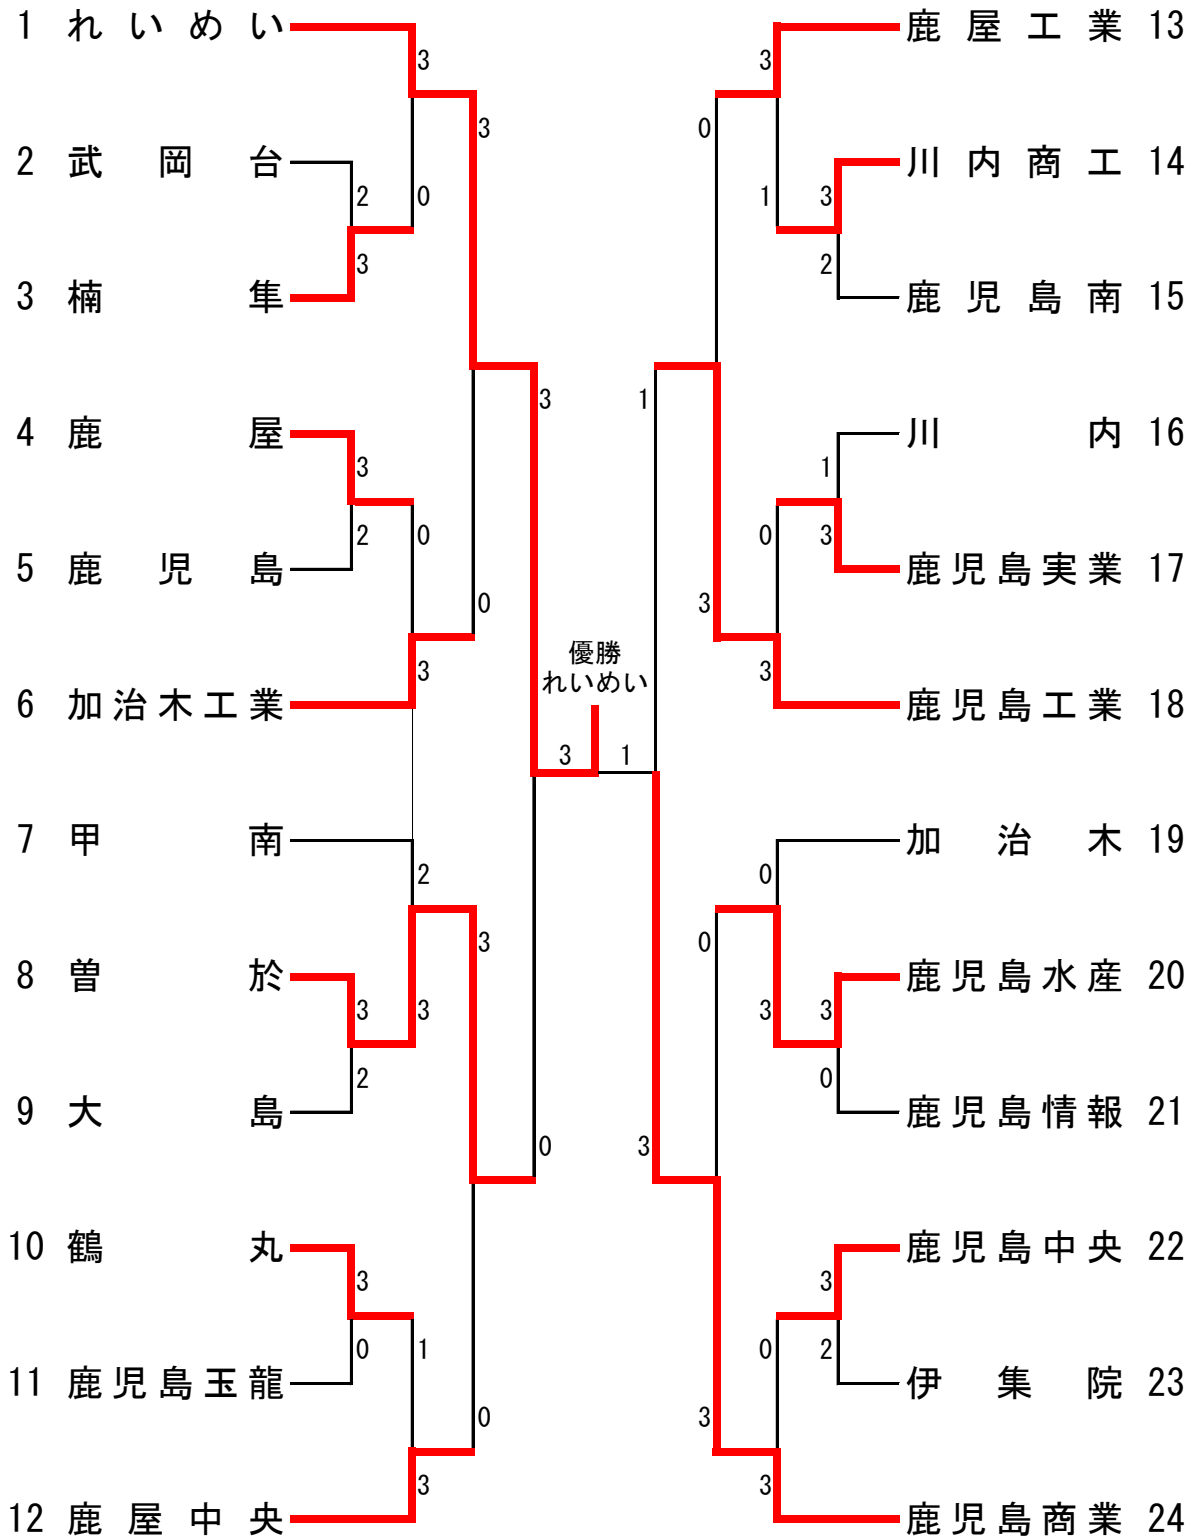 1 れいめい
3
3
2 武岡台
2
0
3
3 楠隼
3
4 鹿屋
3
2
0
5 鹿児島
0
3
6 加治木工業
優勝
れいめい
3 1
7 甲南
2
3
8 曽於
3
3
2
9 大島
0
10 鶴丸
3
0
1
11 鹿児島玉龍
0
3
12 鹿屋中央
鹿屋工業 13
3
0
川内商工 14
1
3
2
鹿児島南 15
1
川内 16
1
0
3
鹿児島実業 17
3
3
鹿児島工業 18
加治木 19
0
0
鹿児島水産 20
3
3
0
鹿児島情報 21
3
鹿児島中央 22
3
0
2
伊集院 23
3
3
鹿児島商業 24